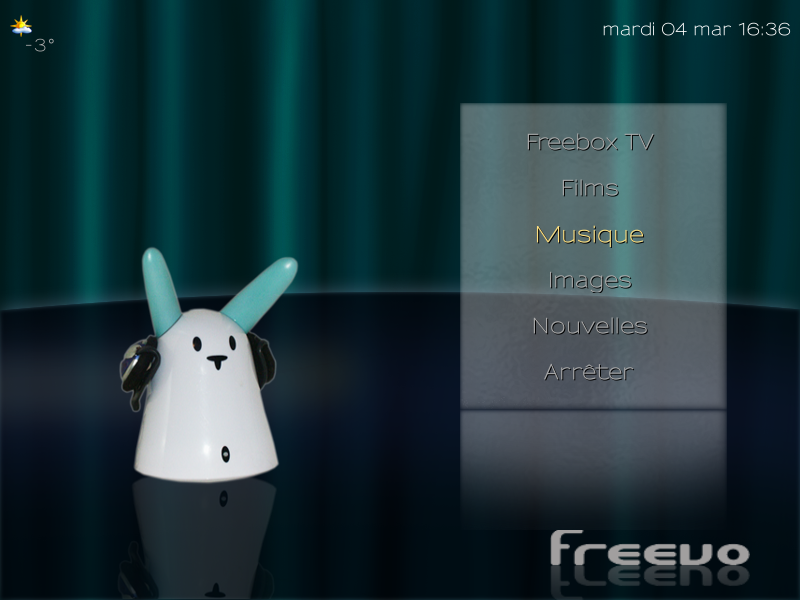 -3°
mardi 04 mar 16:36
Freebox TV
Films
Musique
Images
Nouvelles
Arrêter
freevo